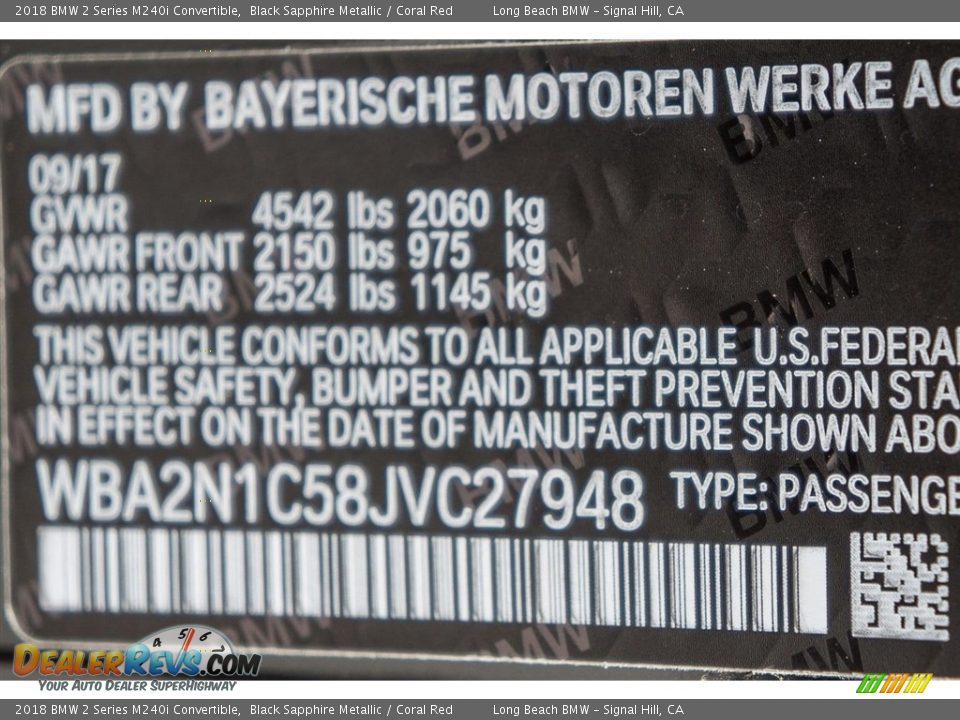 2018 BMW 2 Series M240i Convertible, Black Sapphire Metallic / Coral Red Long Beach BMW - Signal Hill, CA
MFD BY BAYERISCHE MOTOREN WERKE AG
09/17
GVWR 4542 lbs 2060 kg
GAWR FRONT 2150 lbs 975 kg
GAWR REAR 2524 lbs 1145 kg
THIS VEHICLE CONFORMS TO ALL APPLICABLE U.S.FEDERAL
VEHICLE SAFETY, BUMPER AND THEFT PREVENTION STA
IN EFFECT ON THE DATE OF MANUFACTURE SHOWN ABO
WBA2N1C58JVC27948 TYPE: PASSENGE
4 5 6
DEALERREVS.COM
YOUR AUTO DEALER SUPERHIGHWAY
2018 BMW 2 Series M240i Convertible, Black Sapphire Metallic / Coral Red Long Beach BMW - Signal Hill, CA